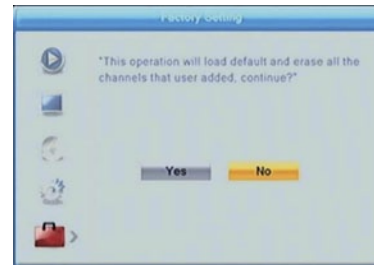 Factory Setting
"This operation will load default and erase all the
channels that user added, continue?"
Yes
No